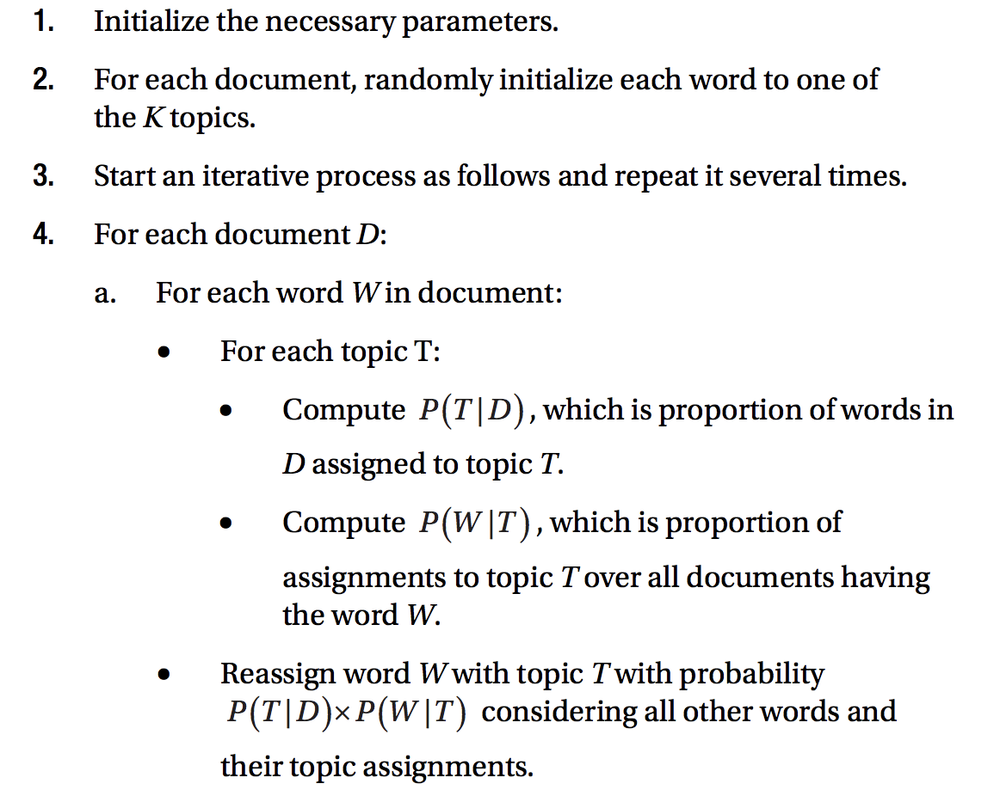 1. Initialize the necessary parameters.
2. For each document, randomly initialize each word to one of
the K topics.
3. Start an iterative process as follows and repeat it several times.
4. For each document D:
a. For each word W in document:
• For each topic T:
• Compute P(T|D), which is proportion of words in
D assigned to topic T.
• Compute P(W|T), which is proportion of
assignments to topic T over all documents having
the word W.
• Reassign word W with topic T with probability
P(T|D)×P(W|T) considering all other words and
their topic assignments.